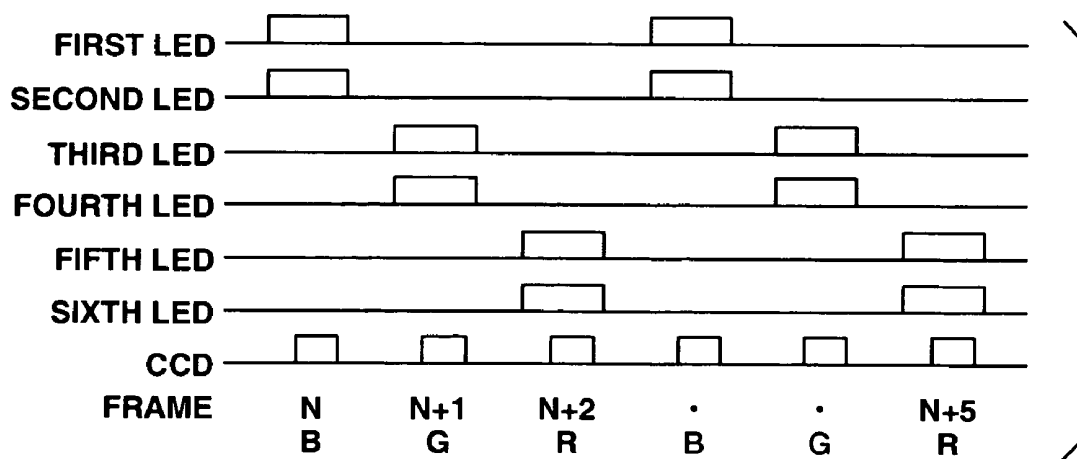 FIRST LED
SECOND LED
THIRD LED
FOURTH LED
FIFTH LED
SIXTH LED
CCD
FRAME N N+1 N+2 · · N+5
B G R B G R